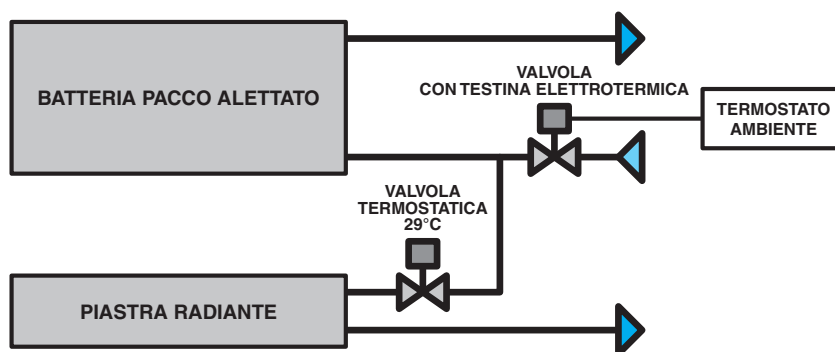 BATTERIA PACCO ALETTATO
VALVOLA
CON TESTINA ELETTROTERMICA
TERMOSTATO
AMBIENTE
VALVOLA
TERMOSTATICA
29°C
PIASTRA RADIANTE